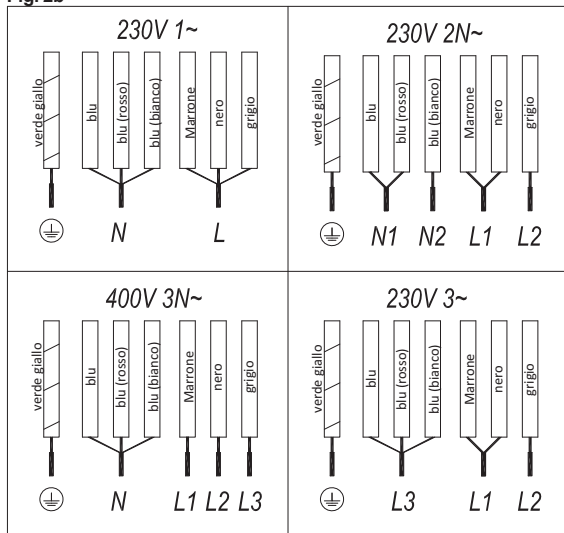 Fig. 2b
230V 1~
verde giallo
blu
blu (rosso)
blu (bianco)
Marrone
nero
grigio
N
L
230V 2N~
verde giallo
blu
blu (rosso)
blu (bianco)
Marrone
nero
grigio
N1 N2 L1 L2
400V 3N~
verde giallo
blu
blu (rosso)
blu (bianco)
Marrone
nero
grigio
N
L1 L2 L3
230V 3~
verde giallo
blu
blu (rosso)
blu (bianco)
Marrone
nero
grigio
L3
L1 L2